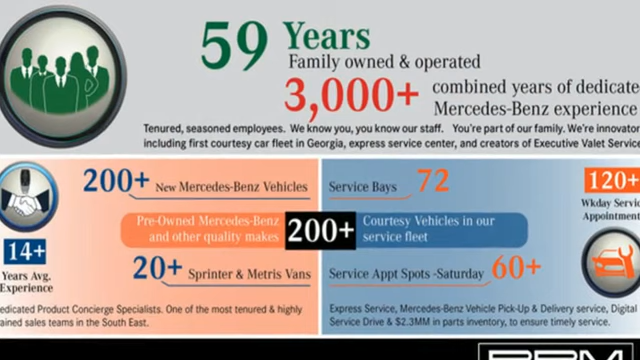 59 Years
Family owned & operated
3,000+ combined years of dedicate
Mercedes-Benz experience
Tenured, seasoned employees. We know you, you know our staff. You're part of our family. We're innovator
including first courtesy car fleet in Georgia, express service center, and creators of Executive Valet Service
200+ New Mercedes-Benz Vehicles
Pre-Owned Mercedes-Benz
and other quality makes
200+
20+ Sprinter & Metris Vans
14+
Years Avg.
Experience
edicated Product Concierge Specialists. One of the most tenured & highly
ained sales teams in the South East.
Service Bays 72
Courtesy Vehicles in our
service fleet
Service Appt Spots -Saturday 60+
120+
Wkday Servic
Appointment
Express Service, Mercedes-Benz Vehicle Pick-Up & Delivery service, Digital
Service Drive & $2.3MM in parts inventory, to ensure timely service.